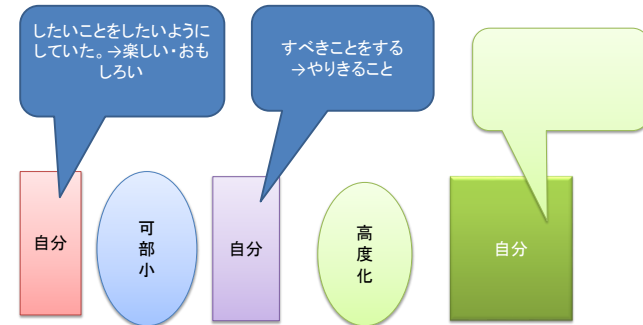 したいことをしたいように
していた。→楽しい・おも
しろい
すべきことをする
→やりきること
自分
可
部
小
自分
高
度
化
自分